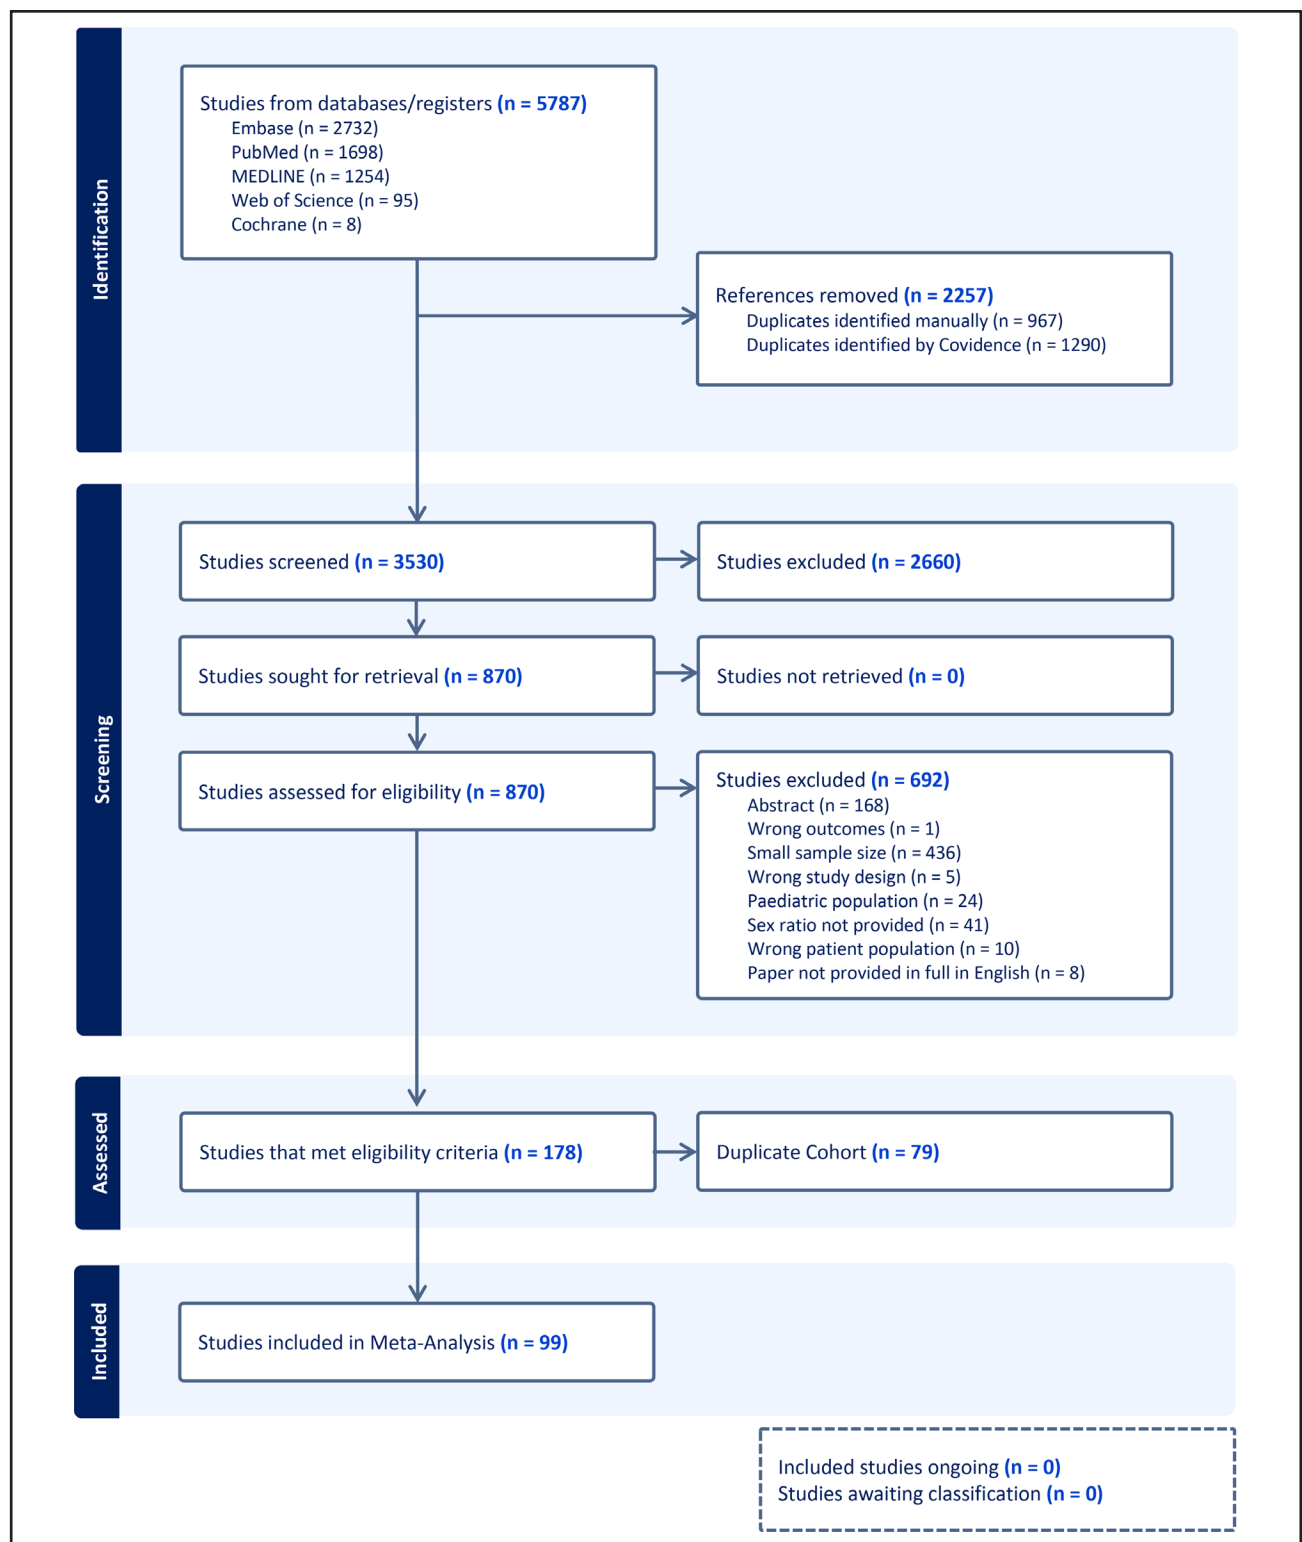 Identification
Studies from databases/registers (n = 5787)
Embase (n = 2732)
PubMed (n = 1698)
MEDLINE (n = 1254)
Web of Science (n = 95)
Cochrane (n = 8)
References removed (n = 2257)
Duplicates identified manually (n = 967)
Duplicates identified by Covidence (n = 1290)
Screening
Studies screened (n = 3530)
Studies excluded (n = 2660)
Studies sought for retrieval (n = 870)
Studies not retrieved (n = 0)
Studies assessed for eligibility (n = 870)
Studies excluded (n = 692)
Abstract (n = 168)
Wrong outcomes (n = 1)
Small sample size (n = 436)
Wrong study design (n = 5)
Paediatric population (n = 24)
Sex ratio not provided (n = 41)
Wrong patient population (n = 10)
Paper not provided in full in English (n = 8)
Assessed
Studies that met eligibility criteria (n = 178)
Duplicate Cohort (n = 79)
Included
Studies included in Meta-Analysis (n = 99)
Included studies ongoing (n = 0)
Studies awaiting classification (n = 0)